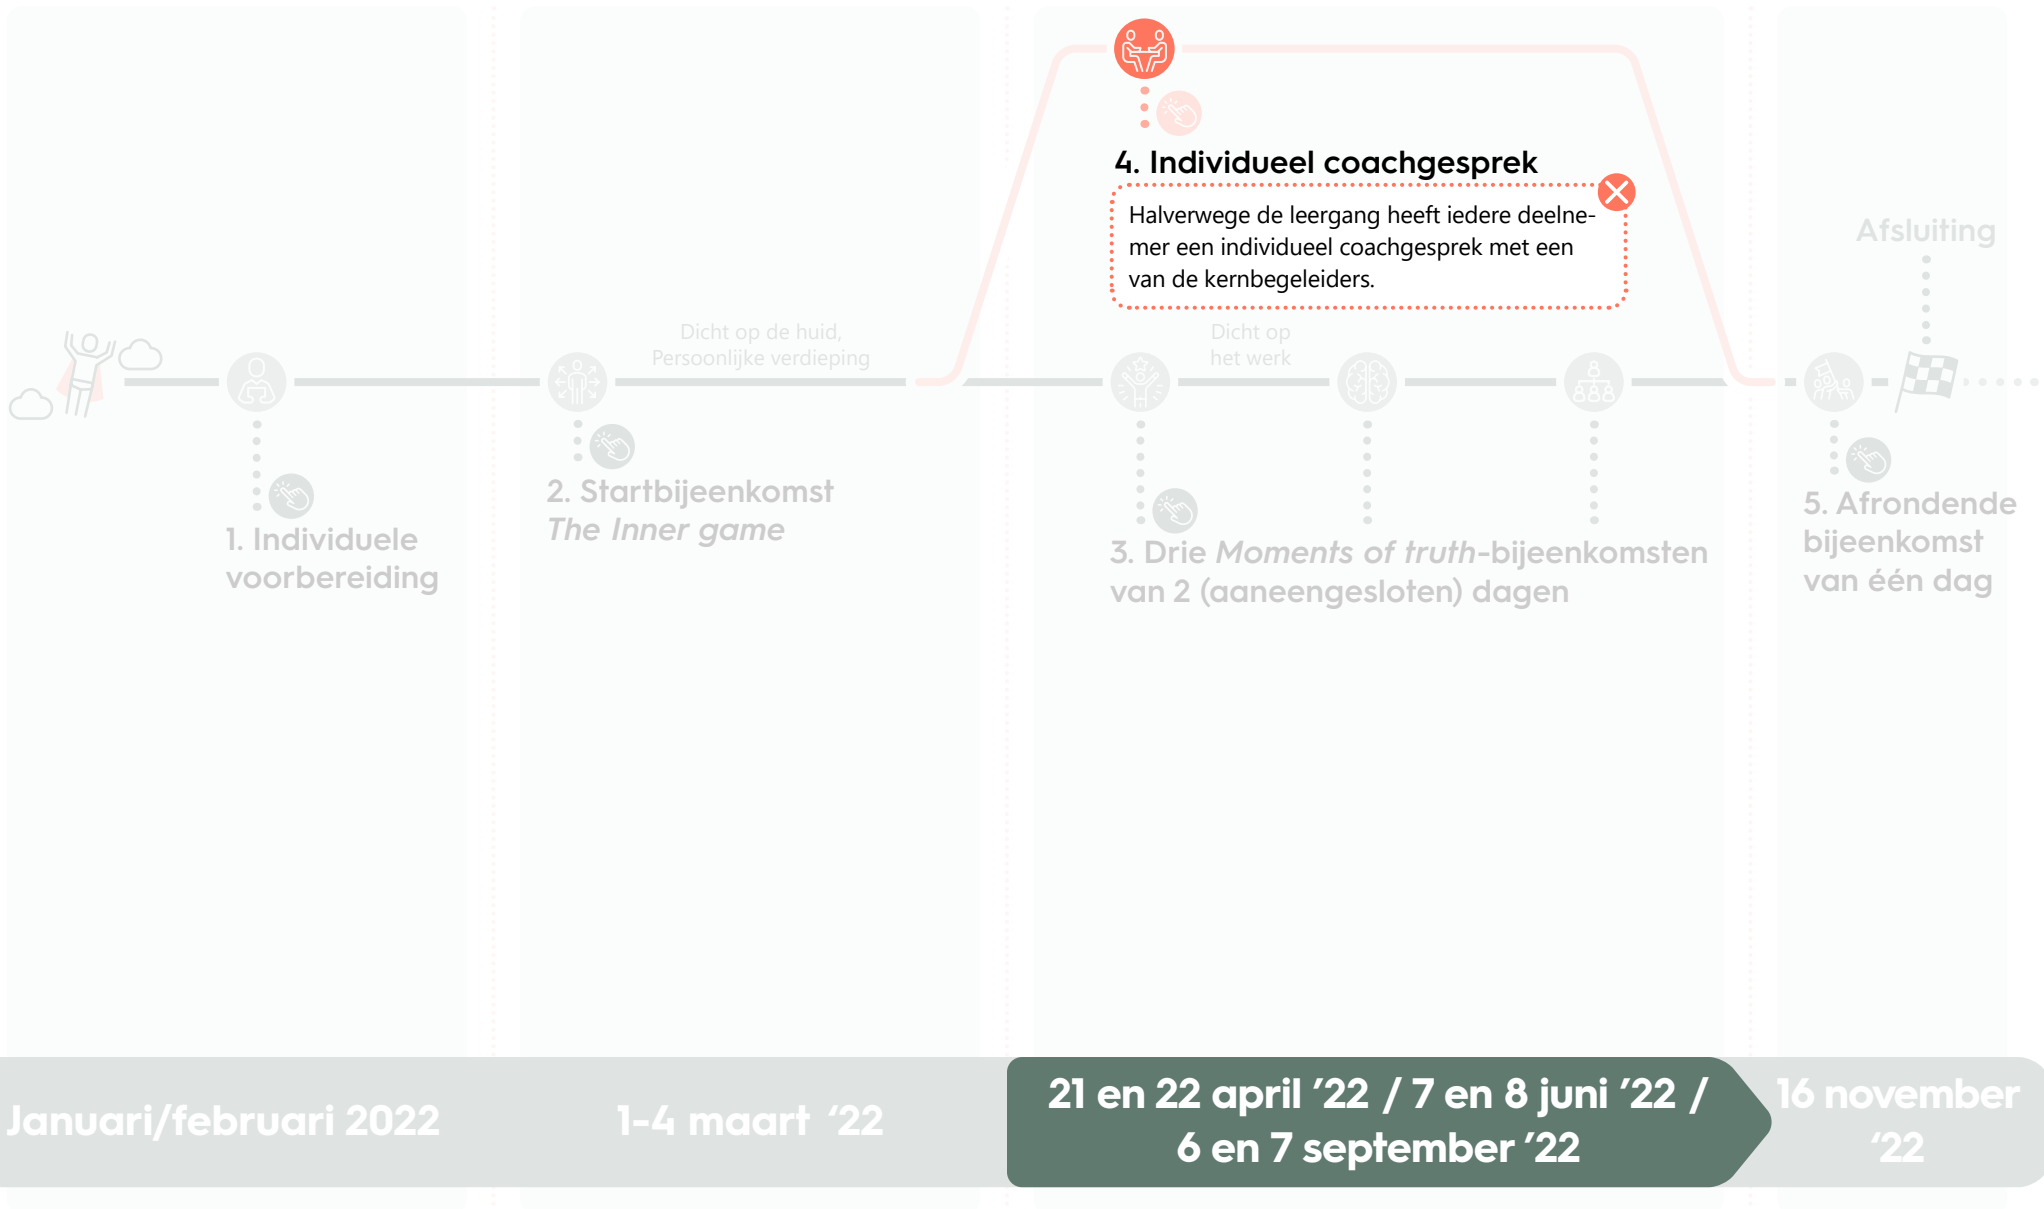 4. Individueel coachgesprek
Halverwege de leergang heeft iedere deelne-
mer een individueel coachgesprek met een
van de kernbegeleiders.
Afsluiting
Dicht op de huid,
Persoonlijke verdieping
Dicht op
het werk
1. Individuele
voorbereiding
2. Startbijeenkomst
The Inner game
3. Drie Moments of truth-bijeenkomsten
van 2 (aaneengesloten) dagen
5. Afrondende
bijeenkomst
van één dag
Januari/februari 2022
1-4 maart ‘22
21 en 22 april ’22 / 7 en 8 juni ’22 /
6 en 7 september ’22
16 november
‘22